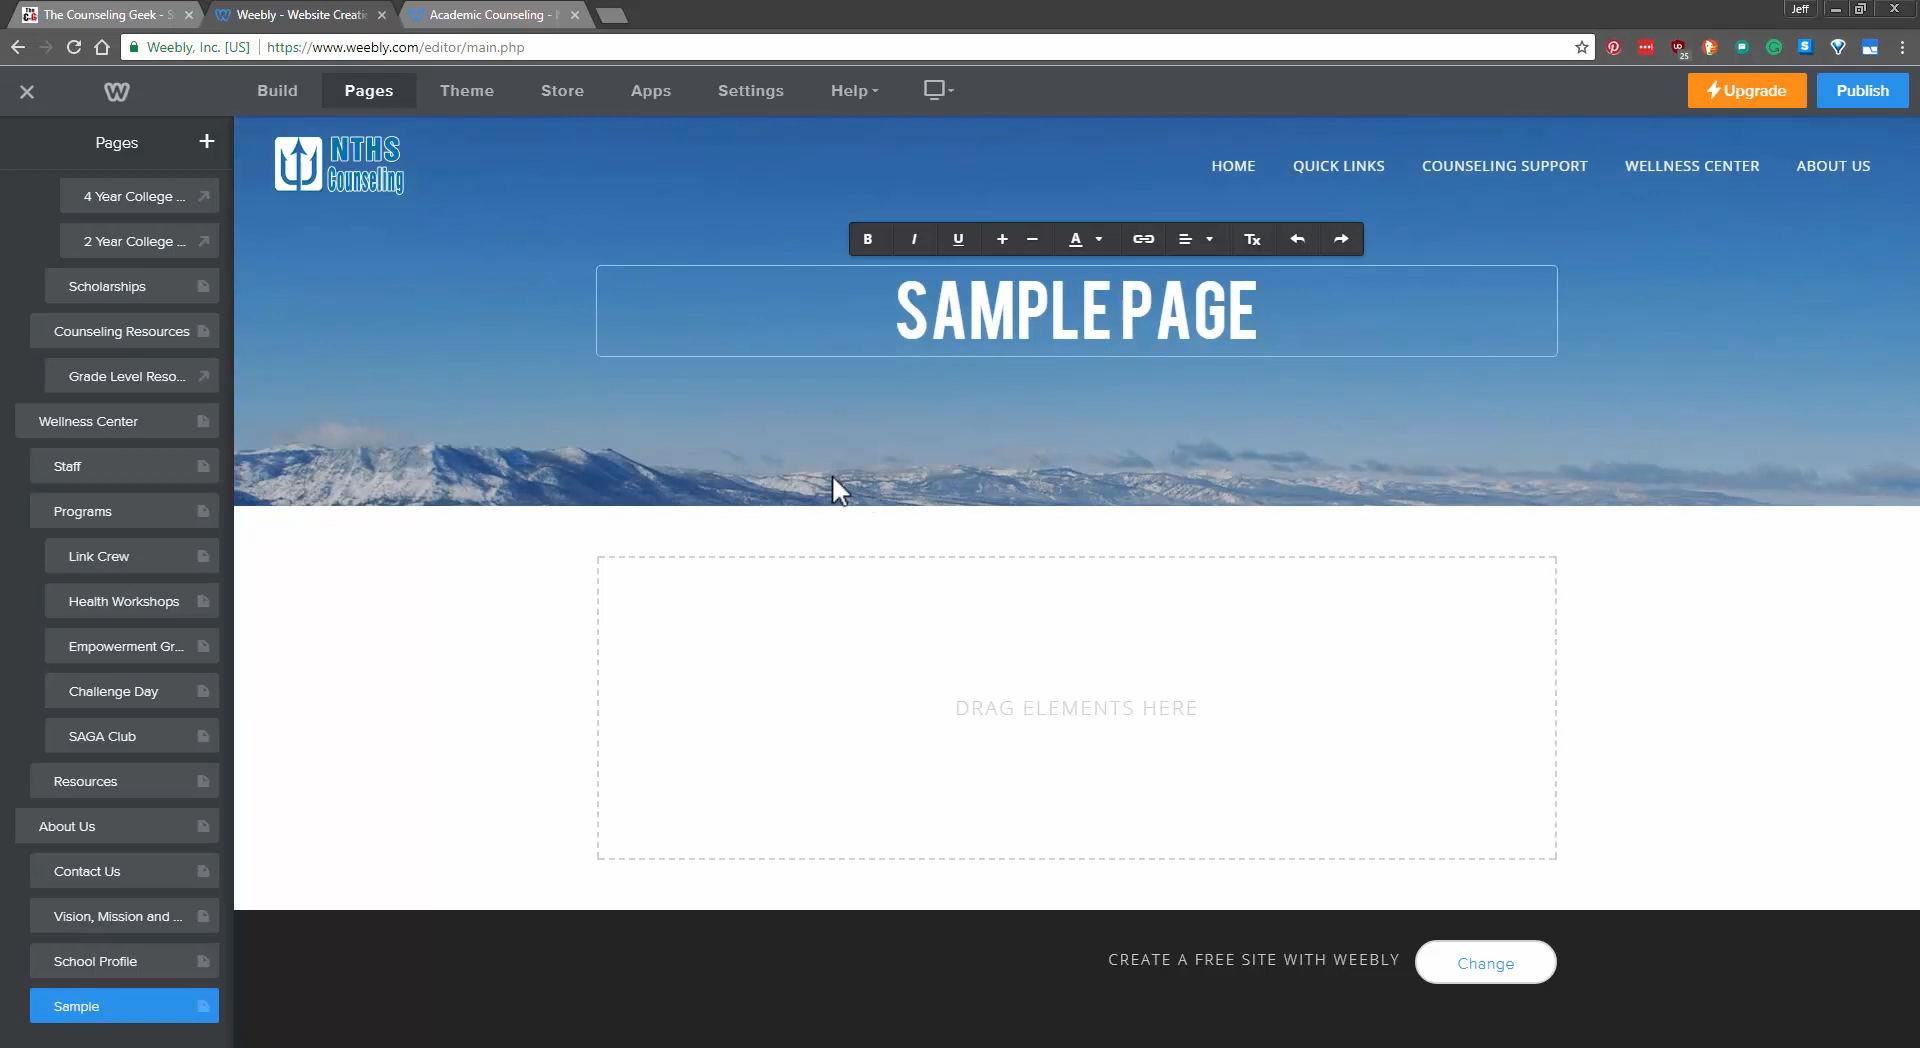 The Counseling Geek - S
Weebly - Website Creatio
Academic Counseling -
Jeff
Weebly, Inc. [US]
https://www.weebly.com/editor/main.php
25
Build
Pages
Theme
Store
Apps
Settings
Help
Upgrade
Publish
Pages
4 Year College ...
2 Year College ...
Scholarships
Counseling Resources
Grade Level Reso...
Wellness Center
Staff
Programs
Link Crew
Health Workshops
Empowerment Gr...
Challenge Day
SAGA Club
Resources
About Us
Contact Us
Vision, Mission and ...
School Profile
Sample
NTHS
Counseling
HOME
QUICK LINKS
COUNSELING SUPPORT
WELLNESS CENTER
ABOUT US
B I U + − A Tx
SAMPLE PAGE
DRAG ELEMENTS HERE
CREATE A FREE SITE WITH WEEBLY
Change